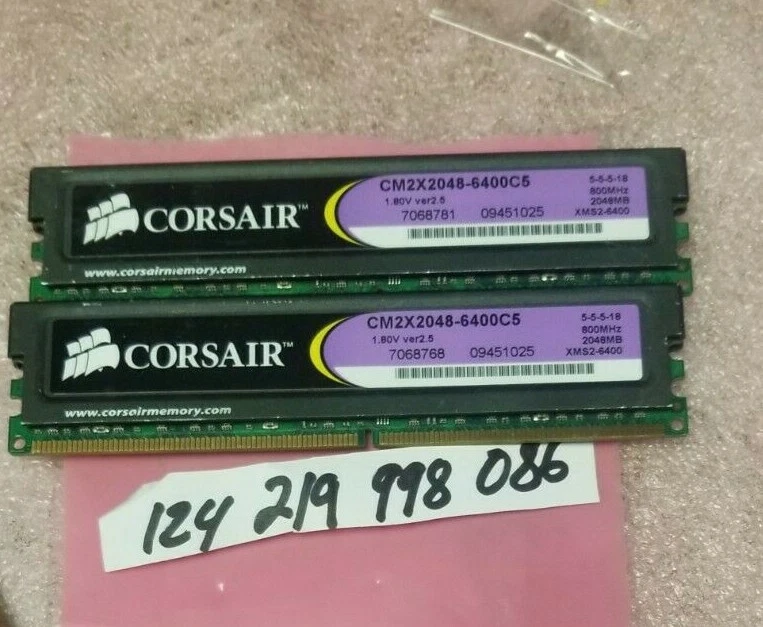 CORSAIR™
CM2X2048-6400C5
1.80V ver2.5
7068781 09451025
5-5-5-18
800MHz
2048MB
XMS2-6400
www.corsairmemory.com
CORSAIR™
CM2X2048-6400C5
1.80V ver2.5
7068768 09451025
5-5-5-18
800MHz
2048MB
XMS2-6400
www.corsairmemory.com
124 219 998 086